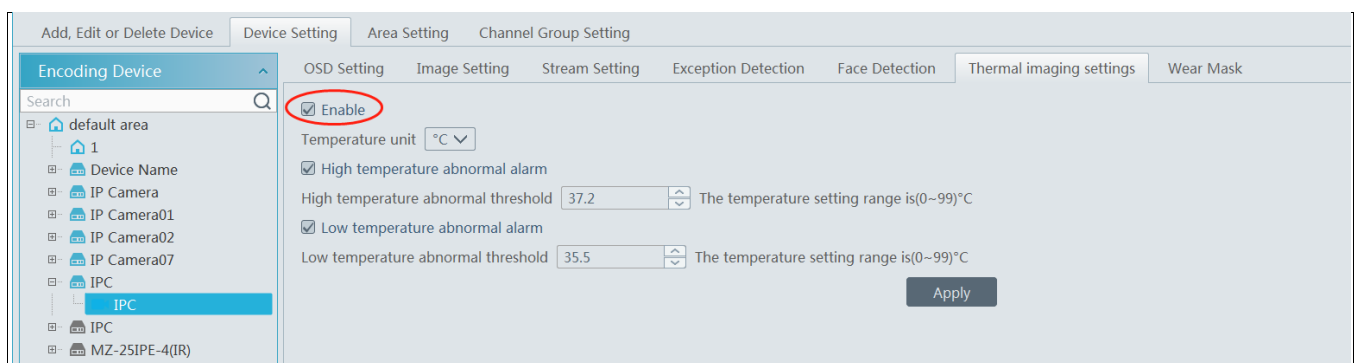 Add, Edit or Delete Device Device Setting Area Setting Channel Group Setting
Encoding Device
OSD Setting Image Setting Stream Setting Exception Detection Face Detection Thermal imaging settings Wear Mask
Search
Enable
default area
Temperature unit °C
1
High temperature abnormal alarm
Device Name
IP Camera
High temperature abnormal threshold 37.2 The temperature setting range is(0~99)°C
IP Camera01
Low temperature abnormal alarm
IP Camera02
IP Camera07
Low temperature abnormal threshold 35.5 The temperature setting range is(0~99)°C
IPC
Apply
IPC
IPC
MZ-25IPE-4(IR)